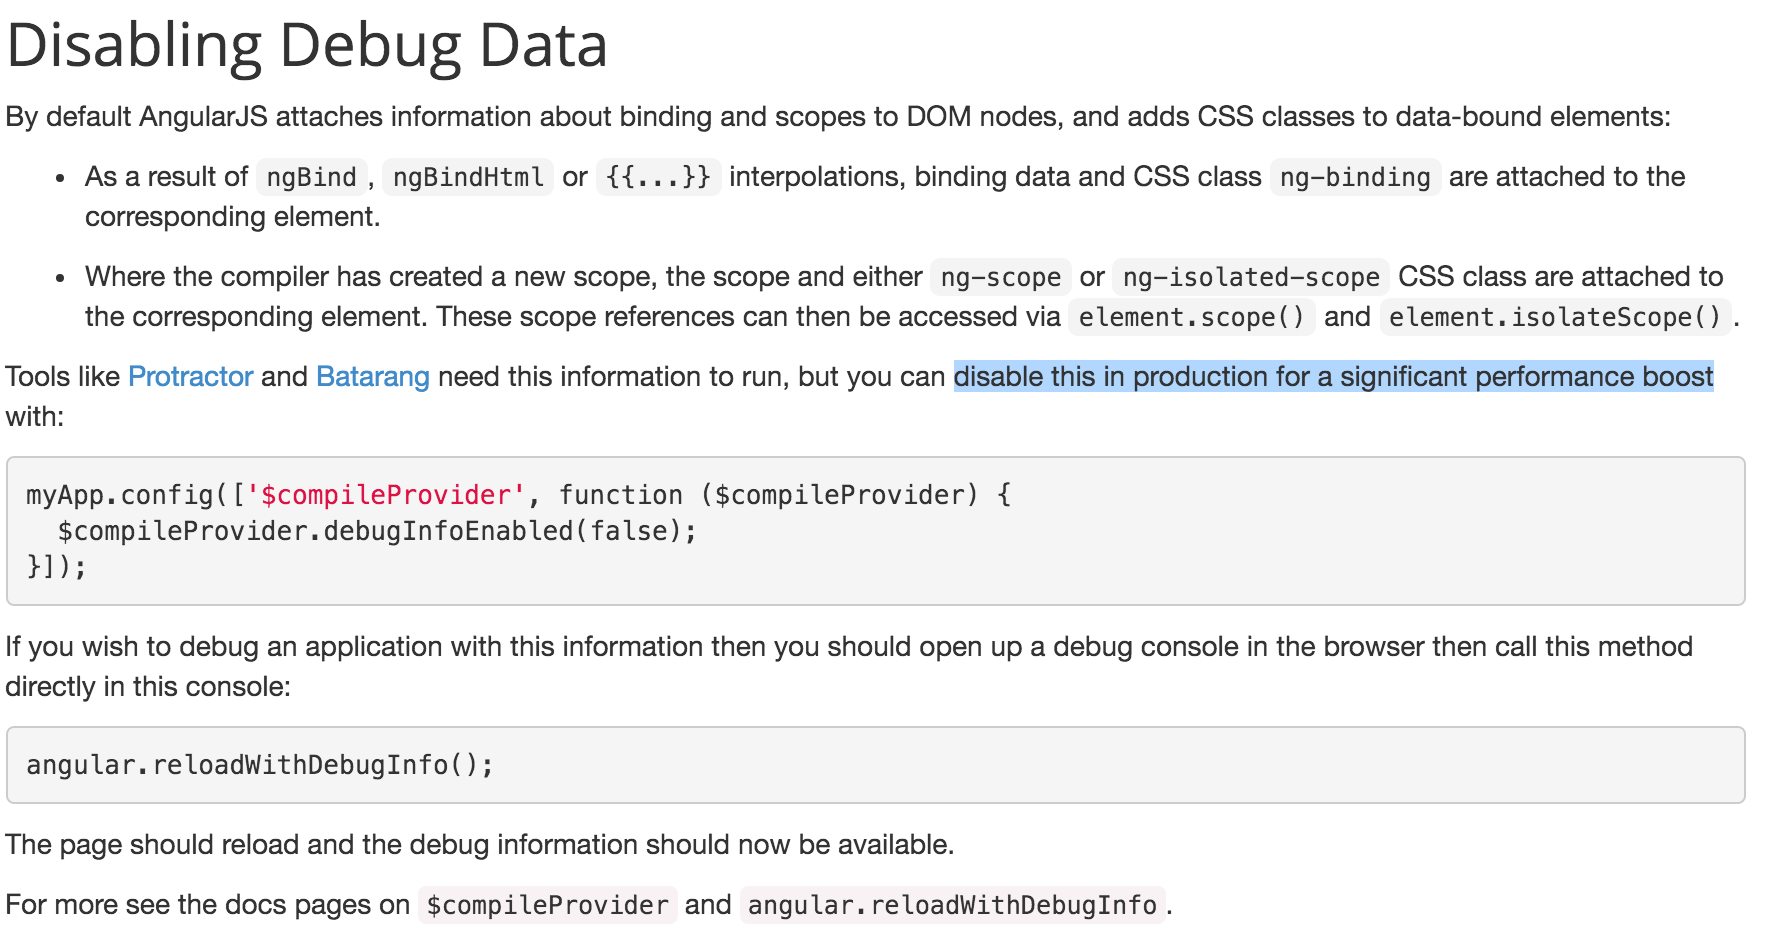 Disabling Debug Data
By default AngularJS attaches information about binding and scopes to DOM nodes, and adds CSS classes to data-bound elements:
• As a result of ngBind, ngBindHtml or {{...}} interpolations, binding data and CSS class ng-binding are attached to the
corresponding element.
• Where the compiler has created a new scope, the scope and either ng-scope or ng-isolated-scope CSS class are attached to
the corresponding element. These scope references can then be accessed via element.scope() and element.isolateScope().
Tools like Protractor and Batarang need this information to run, but you can disable this in production for a significant performance boost
with:
myApp.config(['$compileProvider', function ($compileProvider) {
  $compileProvider.debugInfoEnabled(false);
}]);
If you wish to debug an application with this information then you should open up a debug console in the browser then call this method
directly in this console:
angular.reloadWithDebugInfo();
The page should reload and the debug information should now be available.
For more see the docs pages on $compileProvider and angular.reloadWithDebugInfo.